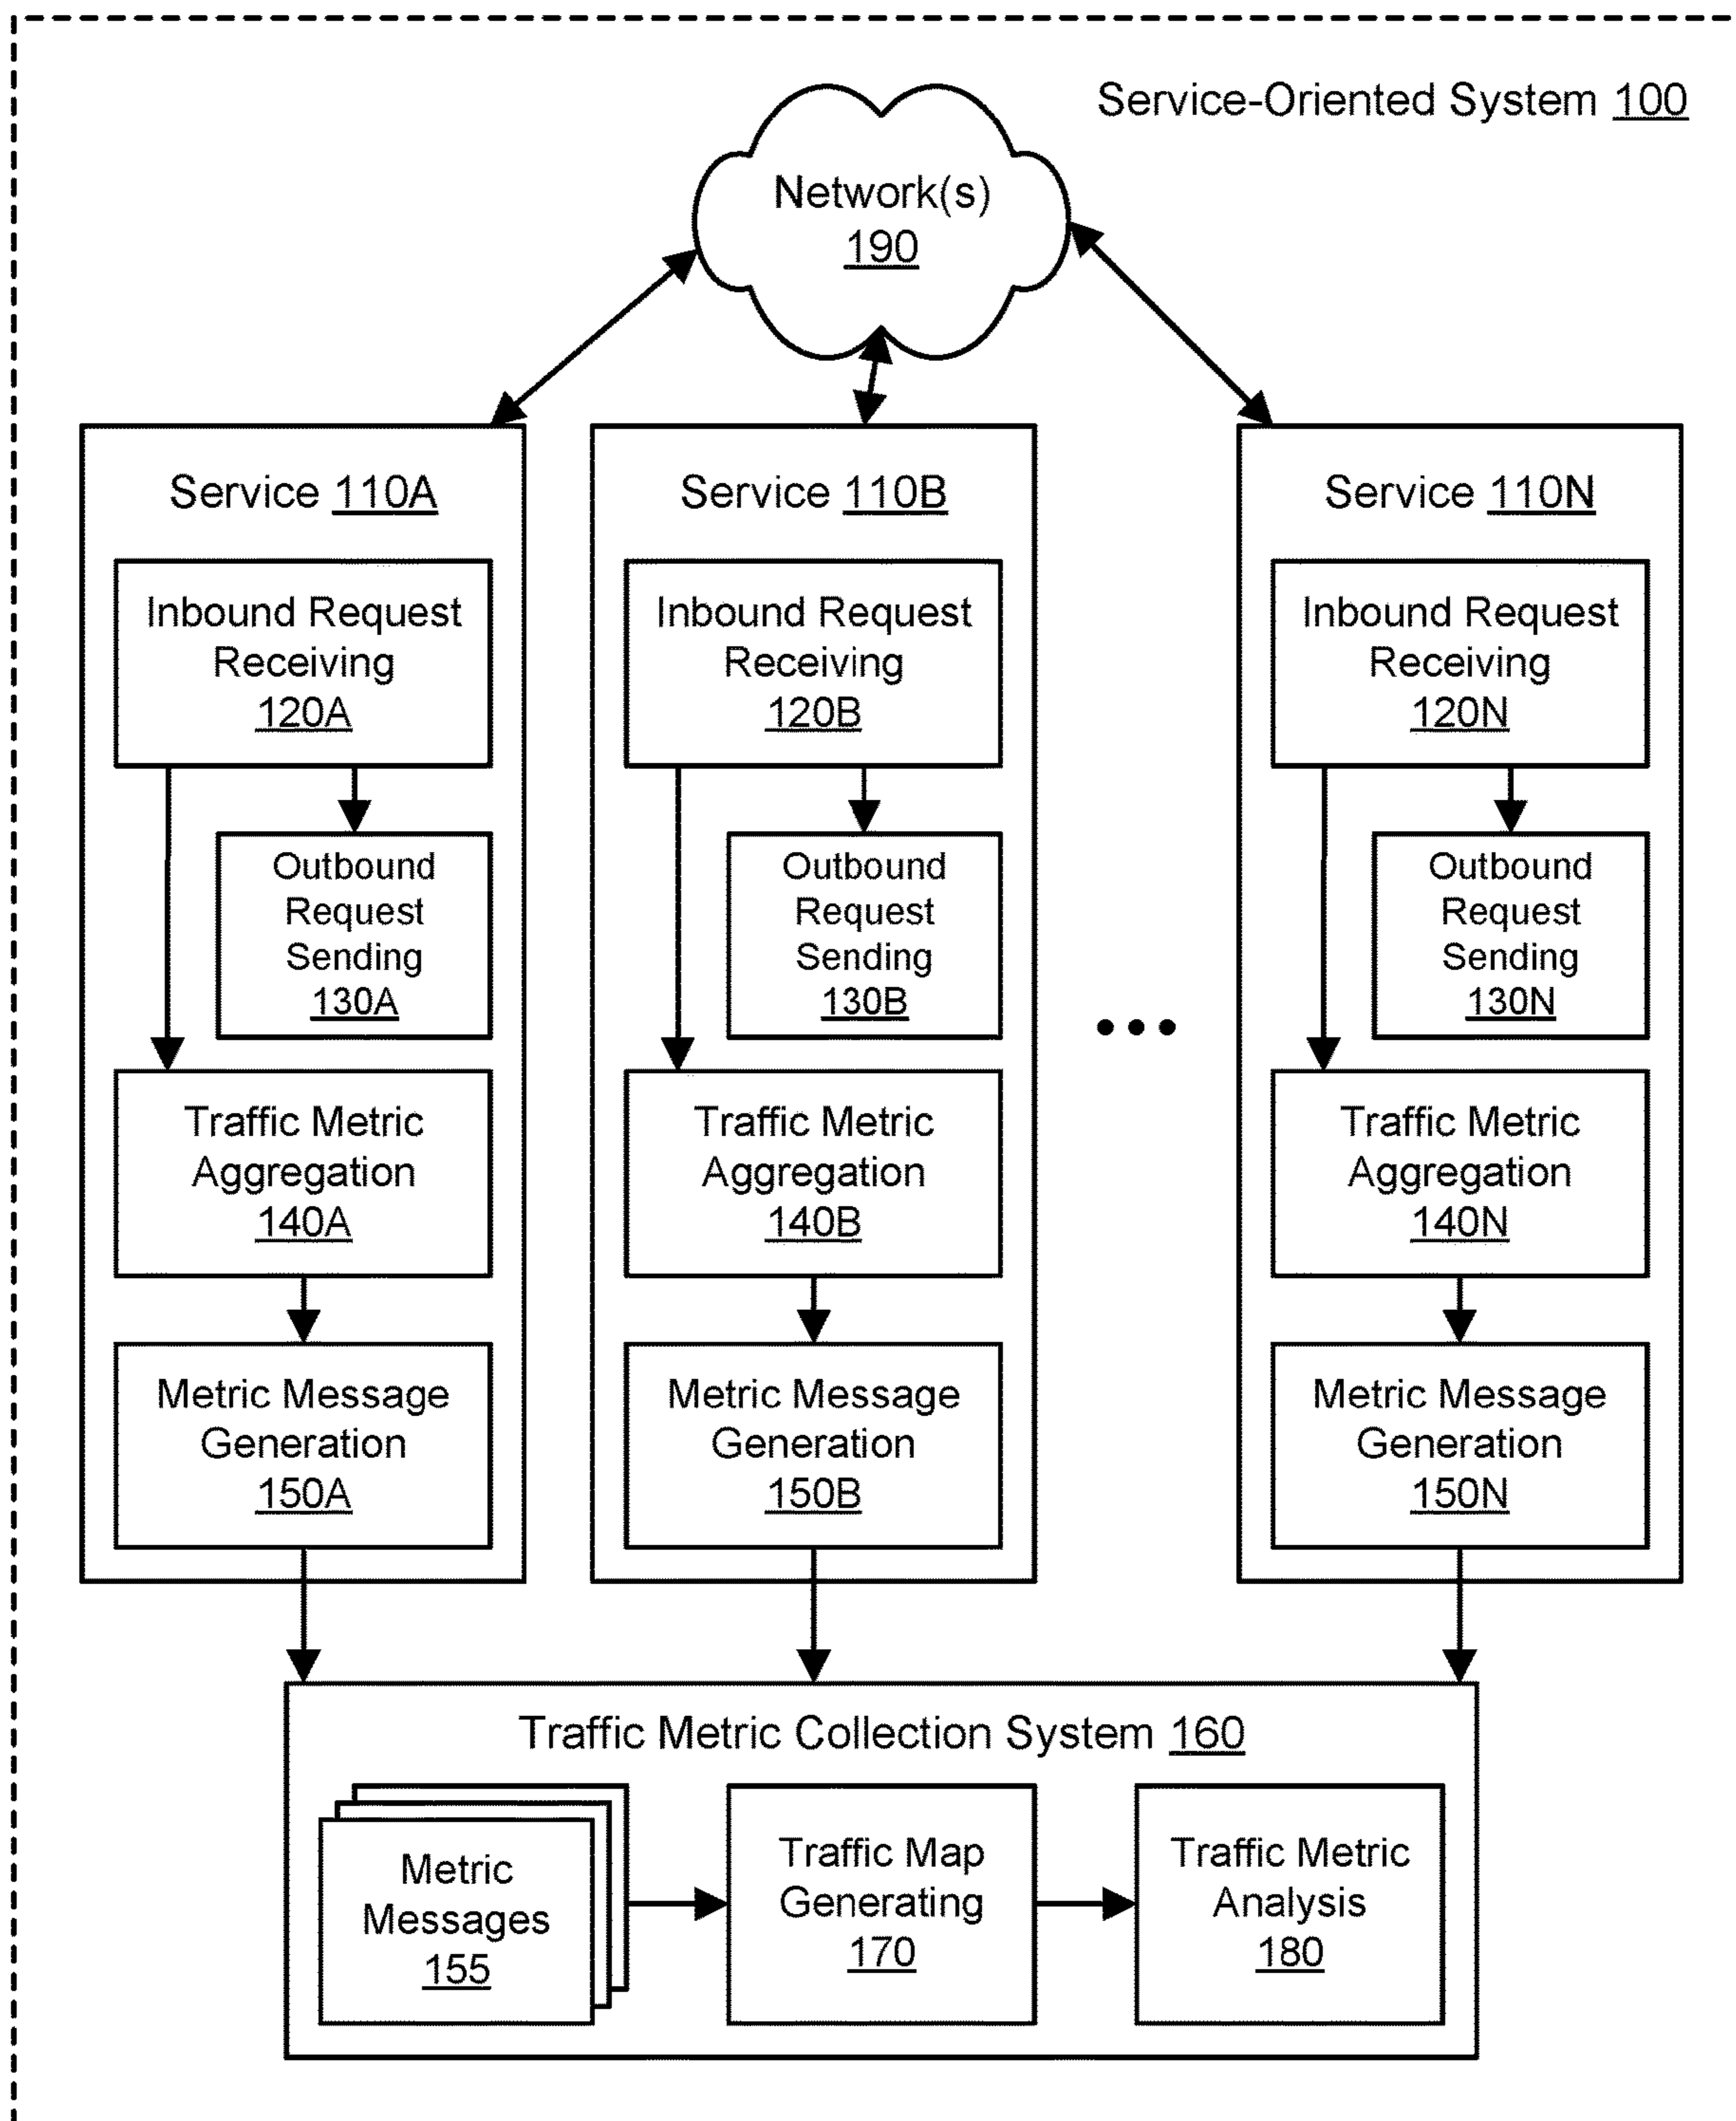 Service-Oriented System 100
Network(s)
190
Service 110A
Inbound Request
Receiving
120A
Outbound
Request
Sending
130A
Traffic Metric
Aggregation
140A
Metric Message
Generation
150A
Service 110B
Inbound Request
Receiving
120B
Outbound
Request
Sending
130B
Traffic Metric
Aggregation
140B
Metric Message
Generation
150B
Service 110N
Inbound Request
Receiving
120N
Outbound
Request
Sending
130N
Traffic Metric
Aggregation
140N
Metric Message
Generation
150N
Traffic Metric Collection System 160
Metric
Messages
155
Traffic Map
Generating
170
Traffic Metric
Analysis
180